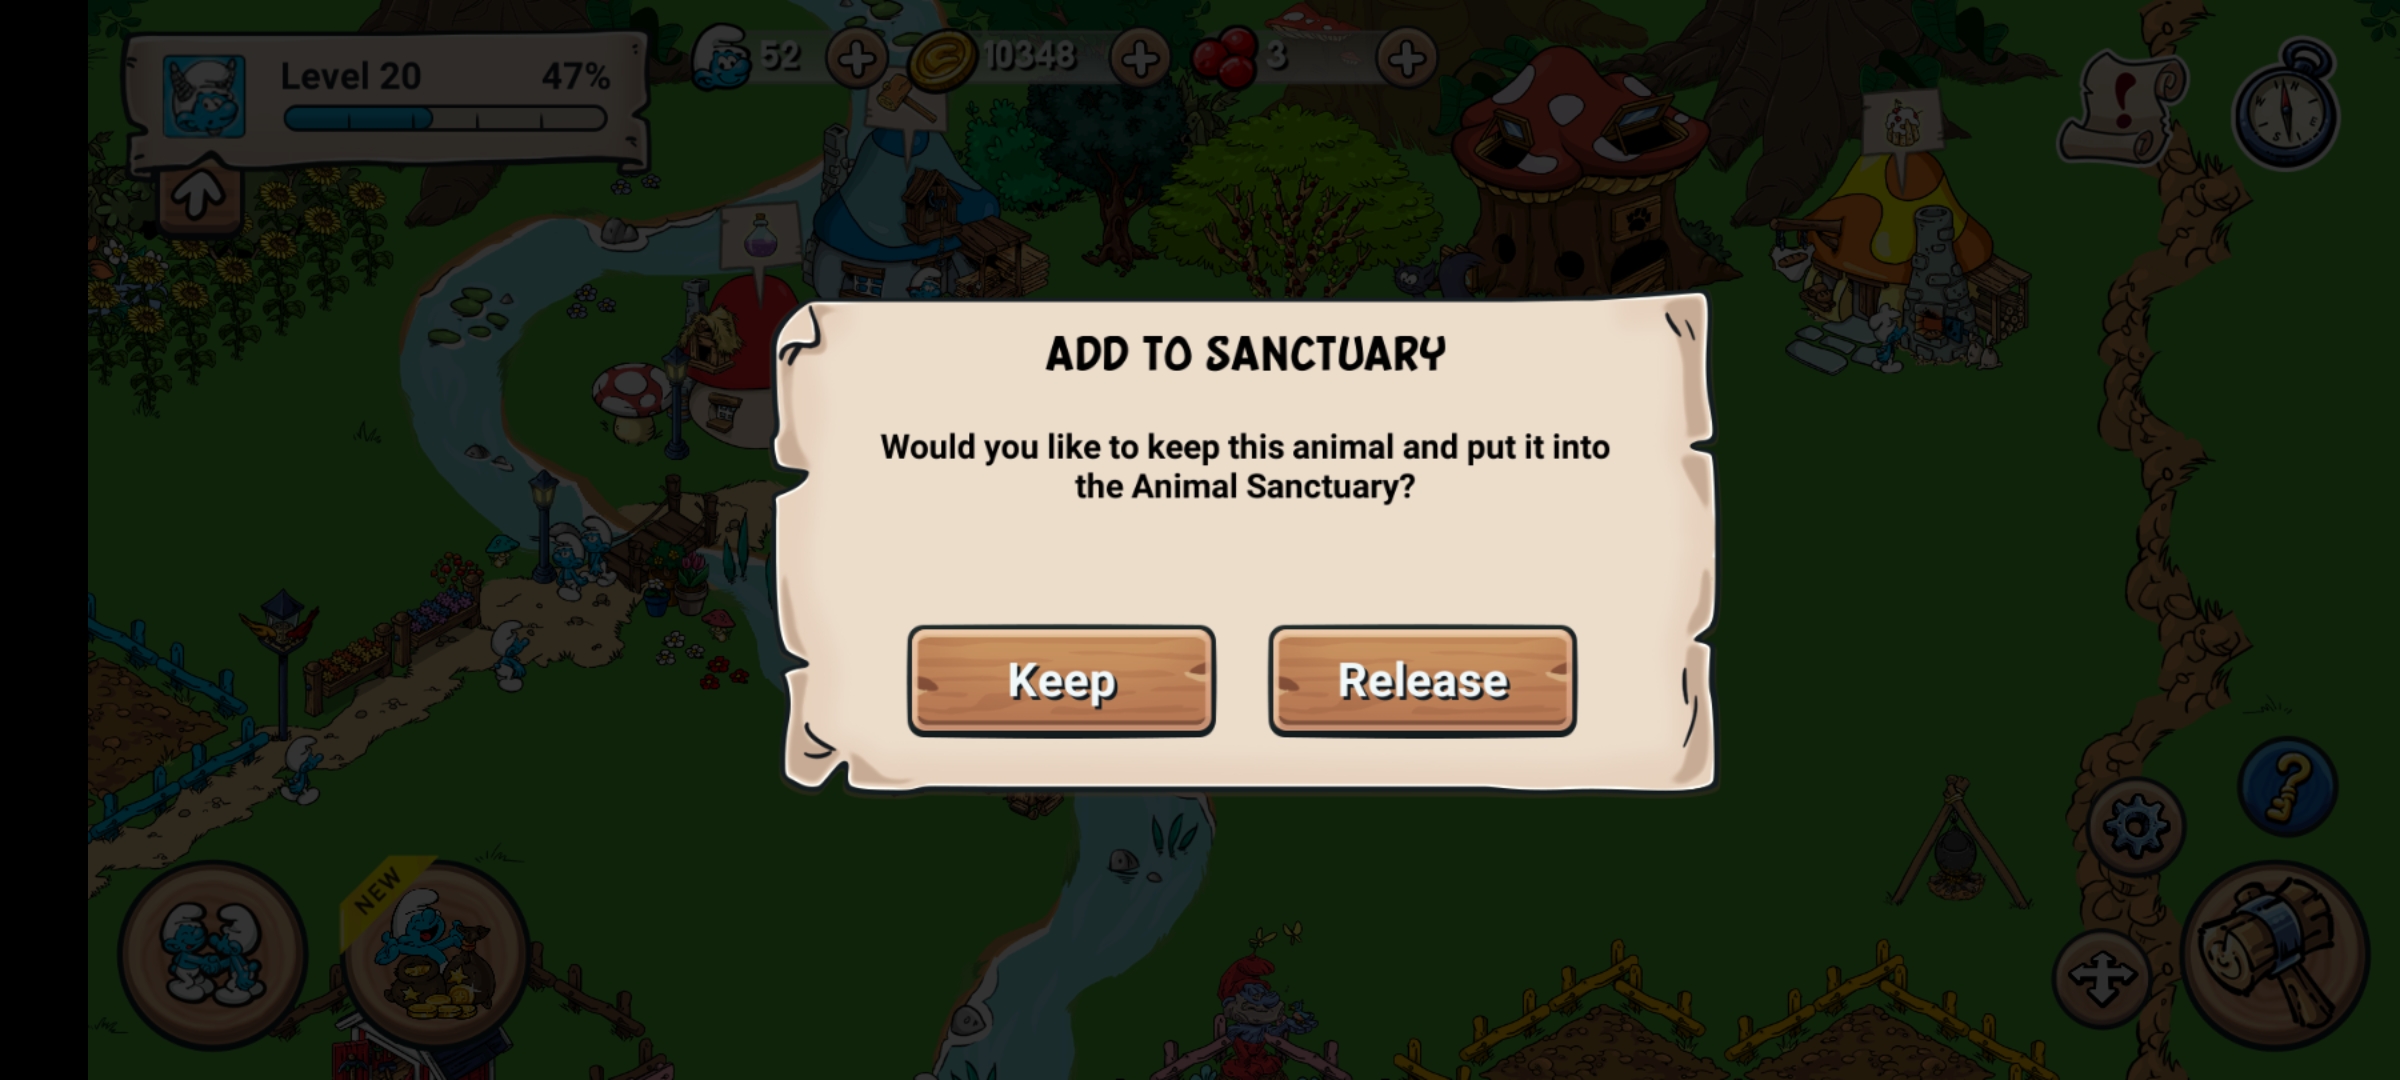 Level 20 47%
52
10348
3
ADD TO SANCTUARY
Would you like to keep this animal and put it into
the Animal Sanctuary?
Keep
Release
NEW